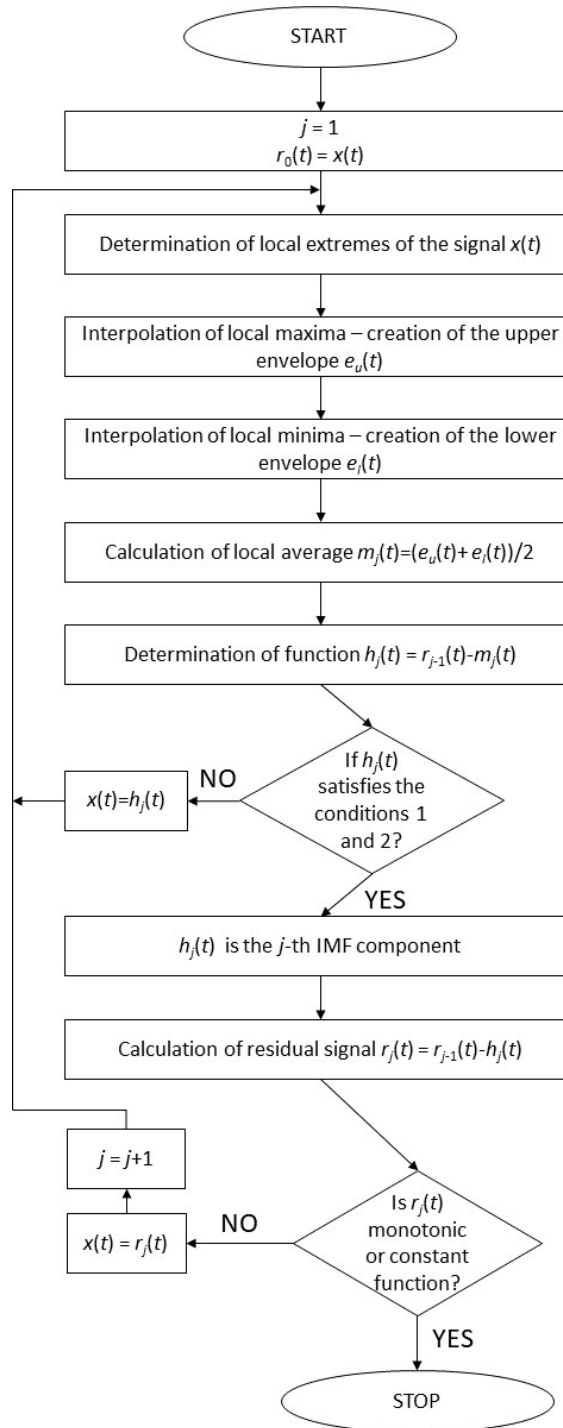 START
j = 1
r₀(t) = x(t)
Determination of local extremes of the signal x(t)
Interpolation of local maxima – creation of the upper
envelope eᵤ(t)
Interpolation of local minima – creation of the lower
envelope eₗ(t)
Calculation of local average mⱼ(t)=(eᵤ(t)+ eₗ(t))/2
Determination of function hⱼ(t) = rⱼ₋₁(t)-mⱼ(t)
If hⱼ(t)
satisfies the
conditions 1
and 2?
NO
x(t)=hⱼ(t)
YES
hⱼ(t) is the j-th IMF component
Calculation of residual signal rⱼ(t) = rⱼ₋₁(t)-hⱼ(t)
j = j+1
Is rⱼ(t)
monotonic
or constant
function?
NO
x(t) = rⱼ(t)
YES
STOP